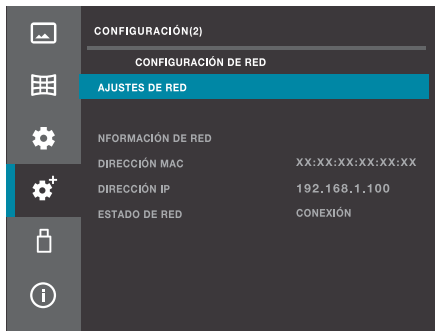 CONFIGURACIÓN(2)
CONFIGURACIÓN DE RED
AJUSTES DE RED
NFORMACIÓN DE RED
DIRECCIÓN MAC XX:XX:XX:XX:XX:XX
DIRECCIÓN IP 192.168.1.100
ESTADO DE RED CONEXIÓN